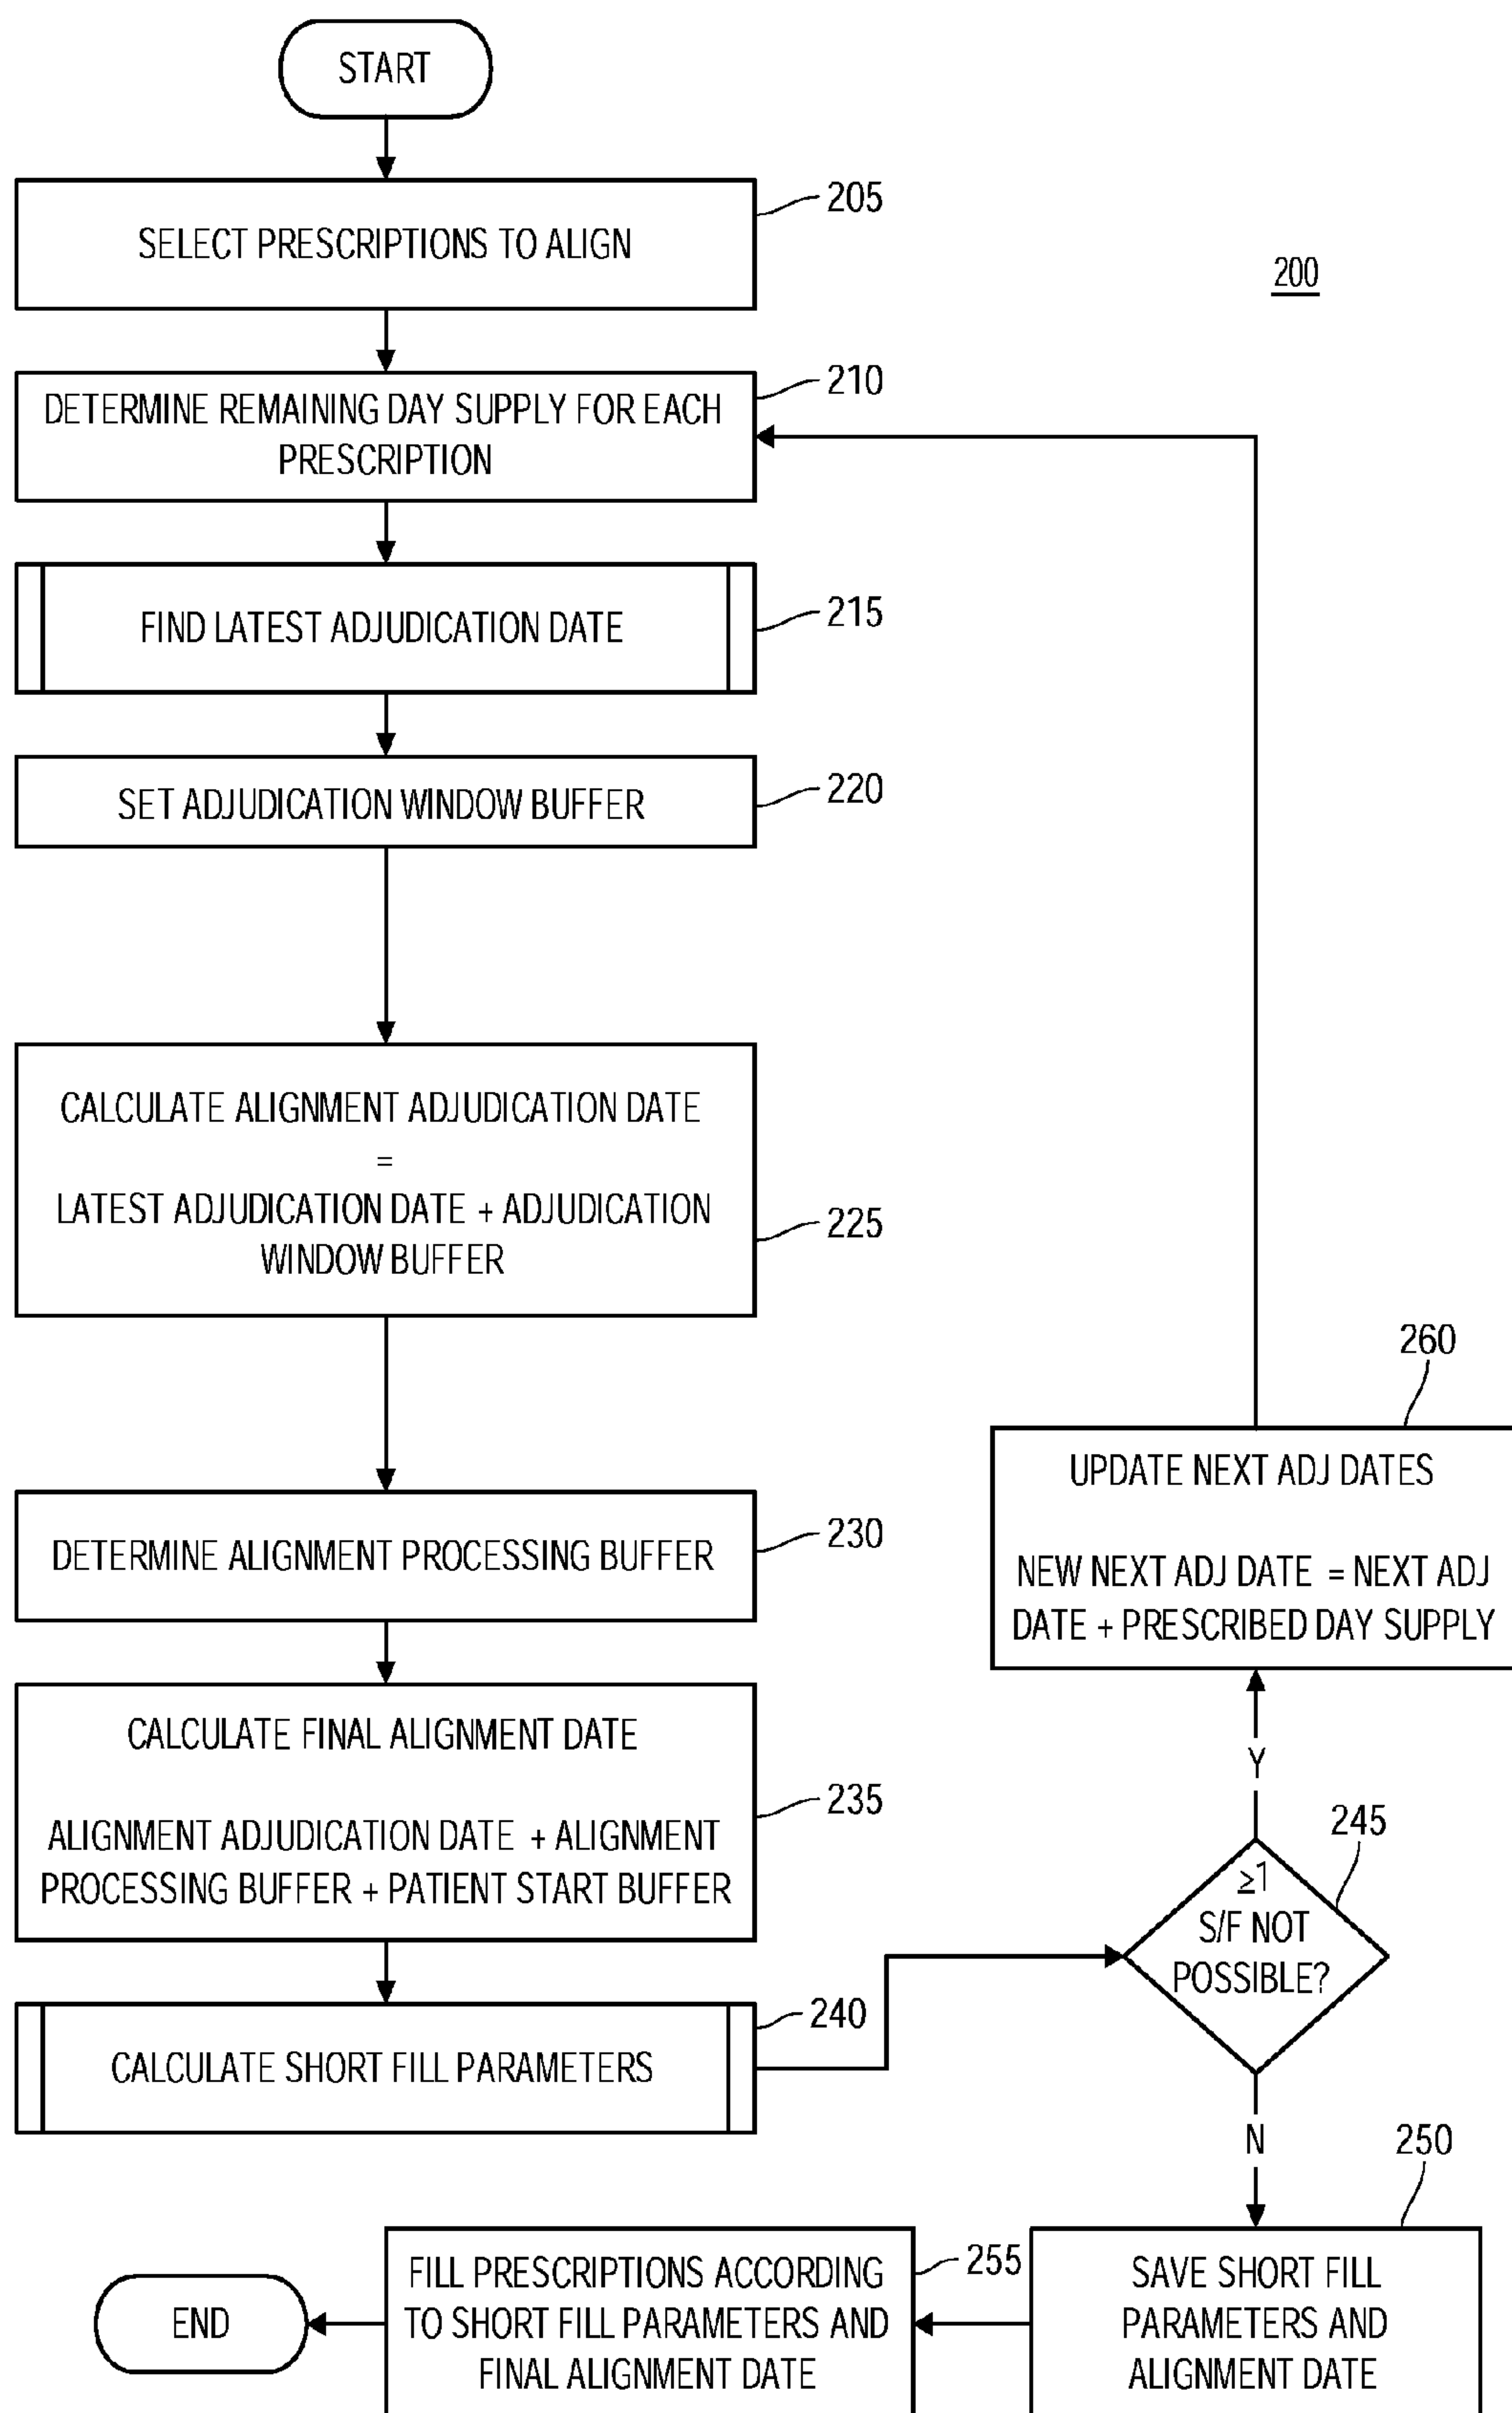 START
205
SELECT PRESCRIPTIONS TO ALIGN
200
210
DETERMINE REMAINING DAY SUPPLY FOR EACH
PRESCRIPTION
215
FIND LATEST ADJUDICATION DATE
220
SET ADJUDICATION WINDOW BUFFER
CALCULATE ALIGNMENT ADJUDICATION DATE
=
LATEST ADJUDICATION DATE + ADJUDICATION
WINDOW BUFFER
225
230
DETERMINE ALIGNMENT PROCESSING BUFFER
CALCULATE FINAL ALIGNMENT DATE
ALIGNMENT ADJUDICATION DATE + ALIGNMENT
PROCESSING BUFFER + PATIENT START BUFFER
235
240
CALCULATE SHORT FILL PARAMETERS
260
UPDATE NEXT ADJ DATES
NEW NEXT ADJ DATE = NEXT ADJ
DATE + PRESCRIBED DAY SUPPLY
Y
245
≥1
S/F NOT
POSSIBLE?
N
250
SAVE SHORT FILL
PARAMETERS AND
ALIGNMENT DATE
255
FILL PRESCRIPTIONS ACCORDING
TO SHORT FILL PARAMETERS AND
FINAL ALIGNMENT DATE
END